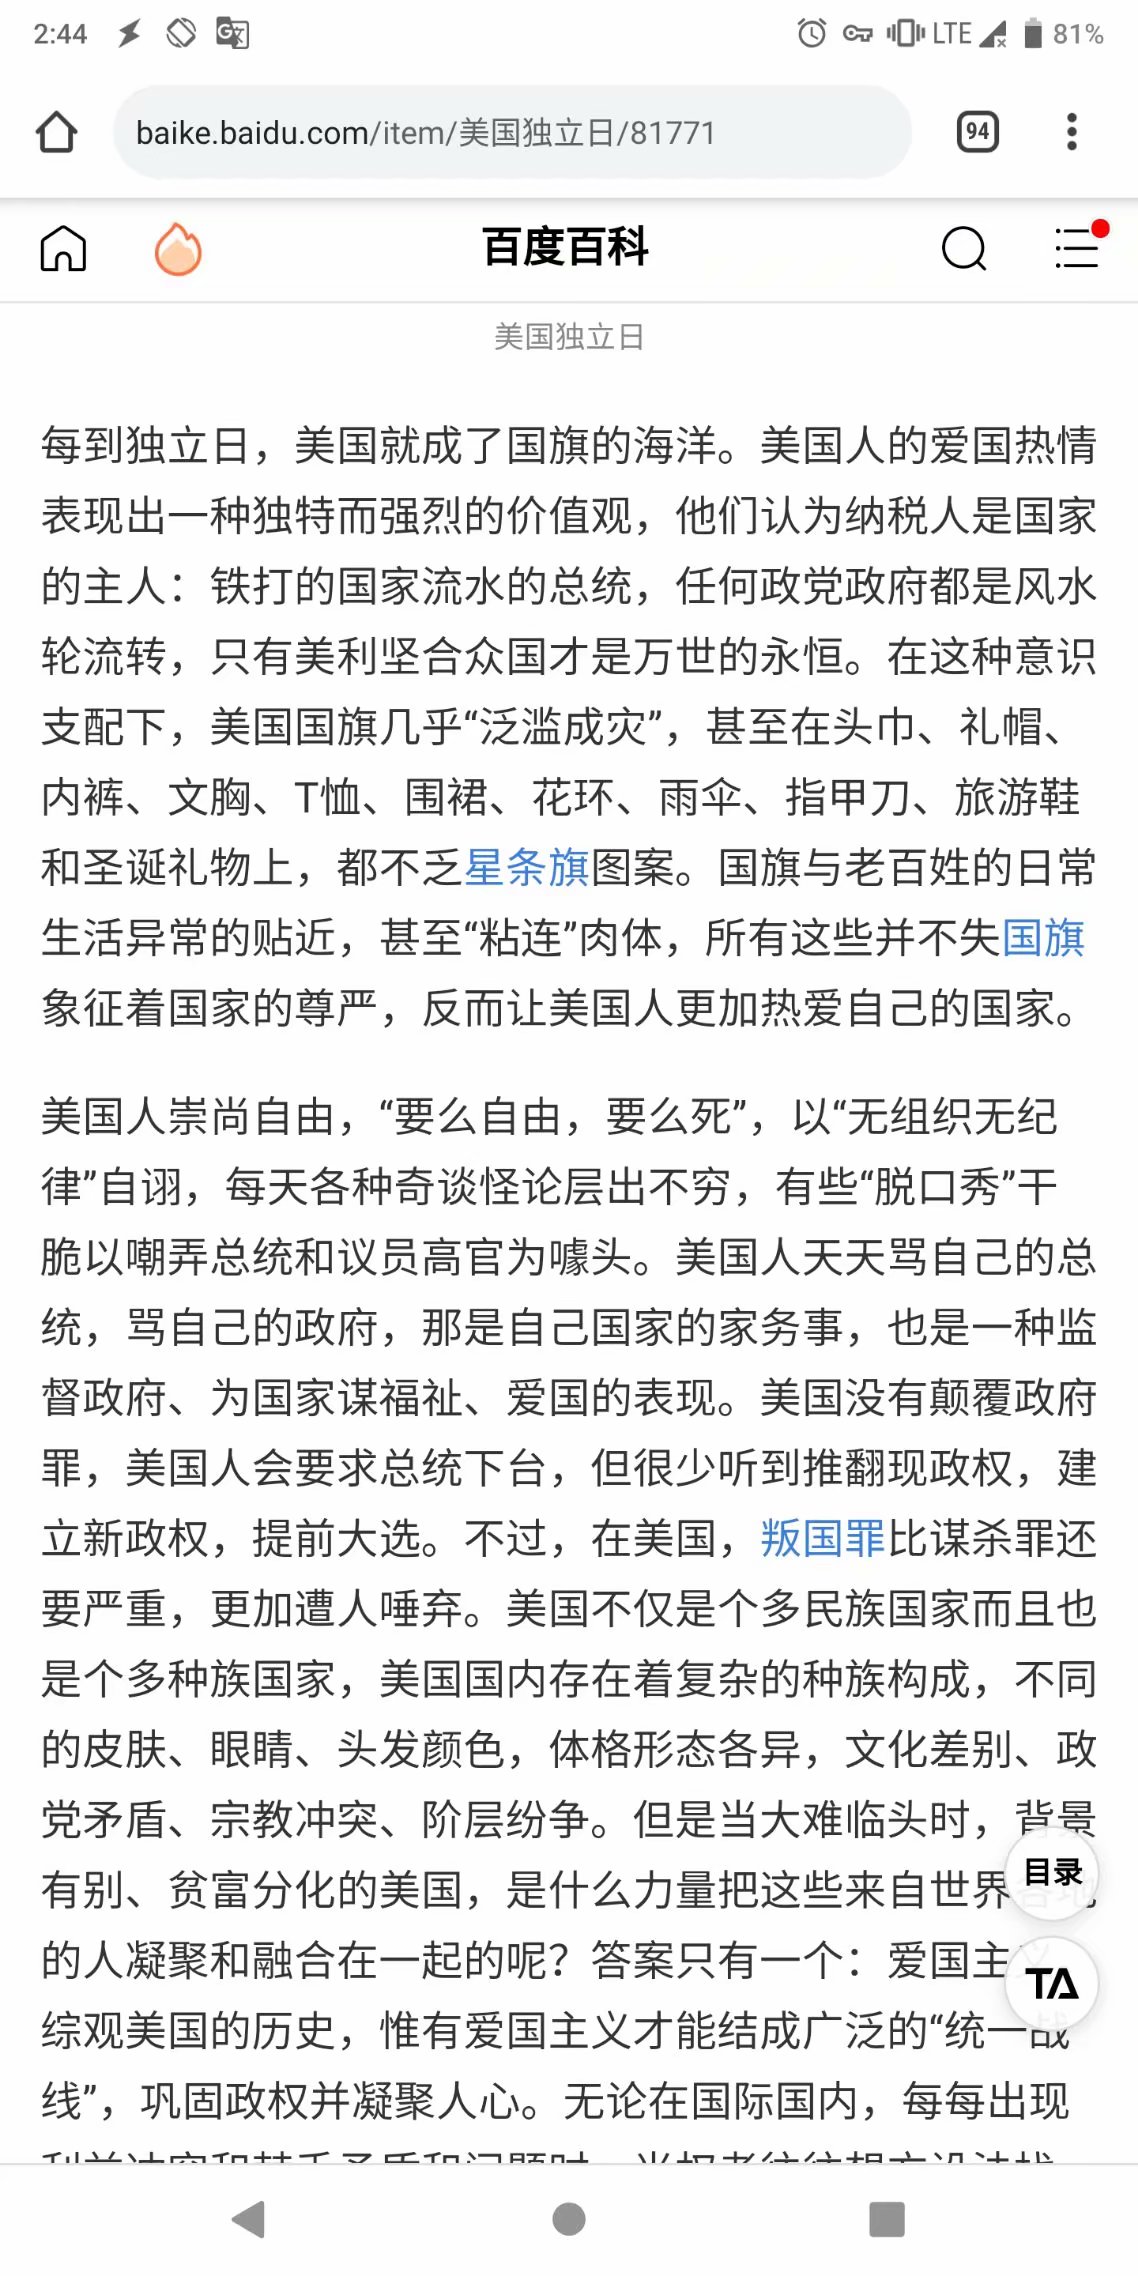 2:44 LTE 81%
baike.baidu.com/item/美国独立日/81771 94
百度百科
美国独立日
每到独立日，美国就成了国旗的海洋。美国人的爱国热情
表现出一种独特而强烈的价值观，他们认为纳税人是国家
的主人：铁打的国家流水的总统，任何政党政府都是风水
轮流转，只有美利坚合众国才是万世的永恒。在这种意识
支配下，美国国旗几乎“泛滥成灾”，甚至在头巾、礼帽、
内裤、文胸、T恤、围裙、花环、雨伞、指甲刀、旅游鞋
和圣诞礼物上，都不乏星条旗图案。国旗与老百姓的日常
生活异常的贴近，甚至“粘连”肉体，所有这些并不失国旗
象征着国家的尊严，反而让美国人更加热爱自己的国家。
美国人崇尚自由，“要么自由，要么死”，以“无组织无纪
律”自诩，每天各种奇谈怪论层出不穷，有些“脱口秀”干
脆以嘲弄总统和议员高官为噱头。美国人天天骂自己的总
统，骂自己的政府，那是自己国家的家务事，也是一种监
督政府、为国家谋福祉、爱国的表现。美国没有颠覆政府
罪，美国人会要求总统下台，但很少听到推翻现政权，建
立新政权，提前大选。不过，在美国，叛国罪比谋杀罪还
要严重，更加遭人唾弃。美国不仅是个多民族国家而且也
是个多种族国家，美国国内存在着复杂的种族构成，不同
的皮肤、眼睛、头发颜色，体格形态各异，文化差别、政
党矛盾、宗教冲突、阶层纷争。但是当大难临头时，背景
有别、贫富分化的美国，是什么力量把这些来自世界各地
目录
的人凝聚和融合在一起的呢？答案只有一个：爱国主
TA
综观美国的历史，惟有爱国主义才能结成广泛的“统一战
线”，巩固政权并凝聚人心。无论在国际国内，每每出现